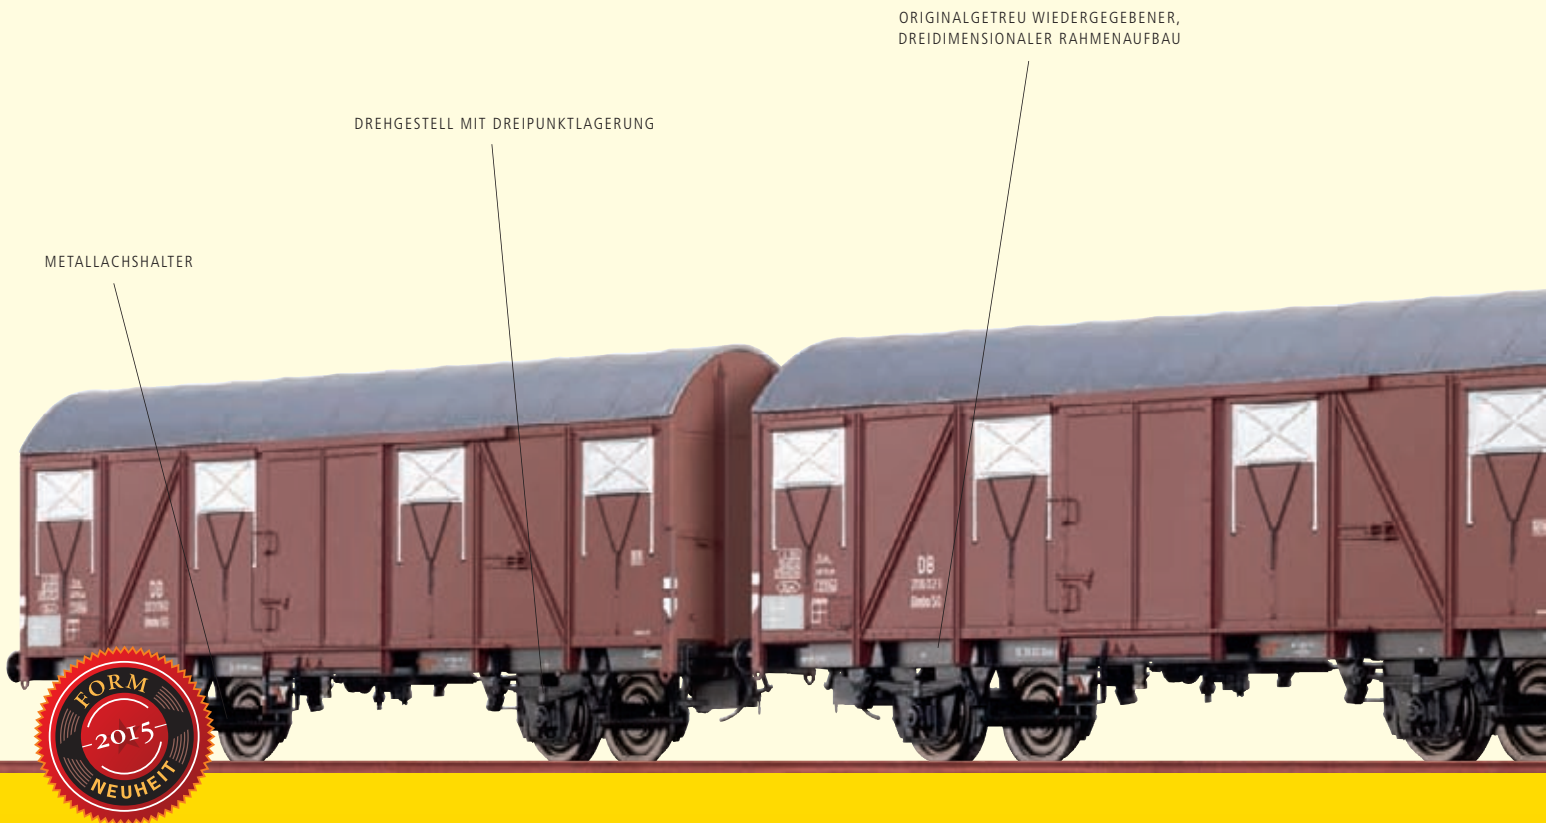 ORIGINALGETREU WIEDERGEGEBENER,
DREIDIMENSIONALER RAHMENAUFBAU
DREHGESTELL MIT DREIPUNKTLAGERUNG
METALLACHSHALTER
DB
DB
FORM
2015
NEUHEIT